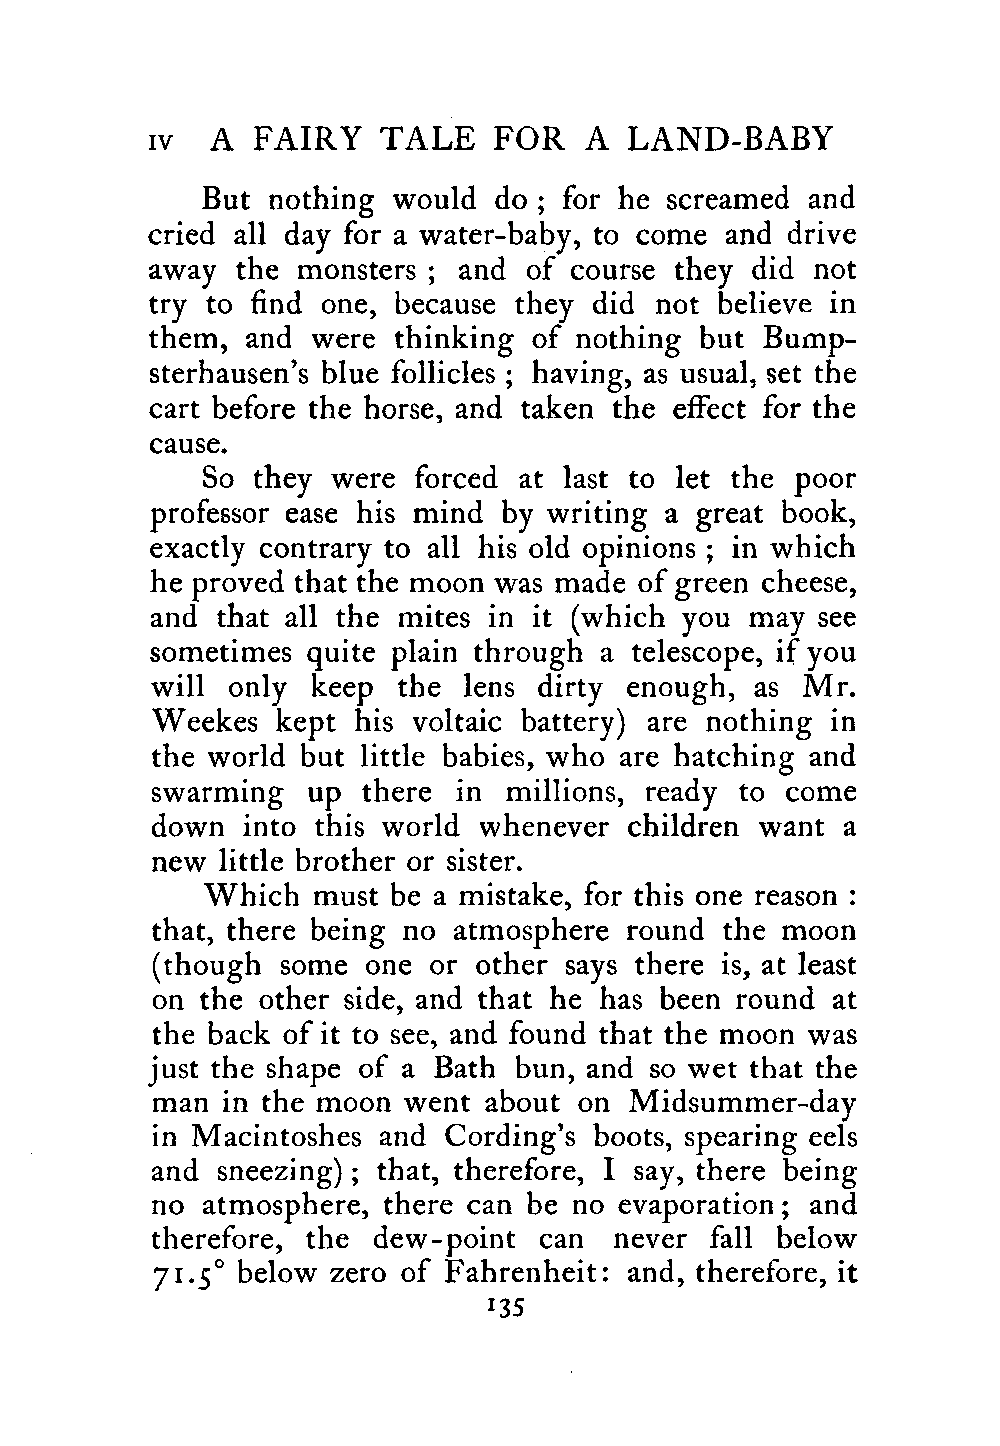 IV A FAIRY TALE FOR A LAND-BABY
But nothing would do ; for he screamed and
cried all day for a water-baby, to come and drive
away the monsters ; and of course they did not
try to find one, because they did not believe in
them, and were thinking of nothing but Bump-
sterhausen's blue follicles ; having, as usual, set the
cart before the horse, and taken the effect for the
cause.
So they were forced at last to let the poor
professor ease his mind by writing a great book,
exactly contrary to all his old opinions ; in which
he proved that the moon was made of green cheese,
and that all the mites in it (which you may see
sometimes quite plain through a telescope, if you
will only keep the lens dirty enough, as Mr.
Weekes kept his voltaic battery) are nothing in
the world but little babies, who are hatching and
swarming up there in millions, ready to come
down into this world whenever children want a
new little brother or sister.
Which must be a mistake, for this one reason :
that, there being no atmosphere round the moon
(though some one or other says there is, at least
on the other side, and that he has been round at
the back of it to see, and found that the moon was
just the shape of a Bath bun, and so wet that the
man in the moon went about on Midsummer-day
in Macintoshes and Cording's boots, spearing eels
and sneezing) ; that, therefore, I say, there being
no atmosphere, there can be no evaporation ; and
therefore, the dew-point can never fall below
71.5° below zero of Fahrenheit: and, therefore, it
135